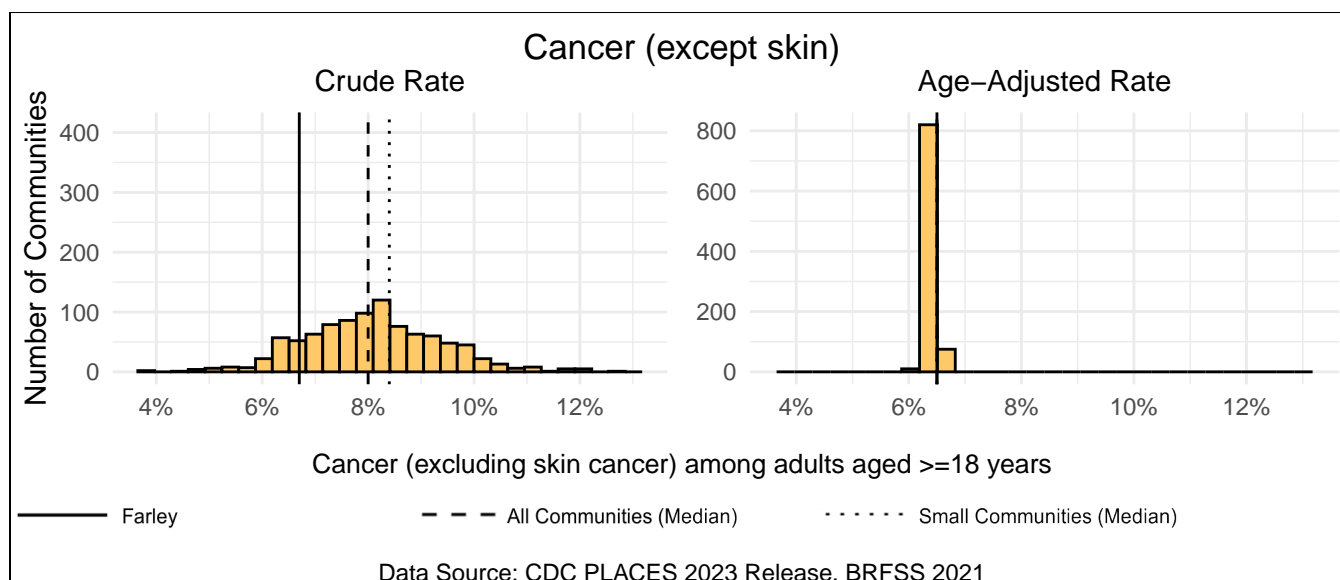 Cancer (except skin)
Crude Rate
Age−Adjusted Rate
Number of Communities
400
300
200
100
0
4%
6%
8%
10%
12%
800
600
400
200
0
4%
6%
8%
10%
12%
Cancer (excluding skin cancer) among adults aged >=18 years
Farley
All Communities (Median)
Small Communities (Median)
Data Source: CDC PLACES 2023 Release, BRFSS 2021